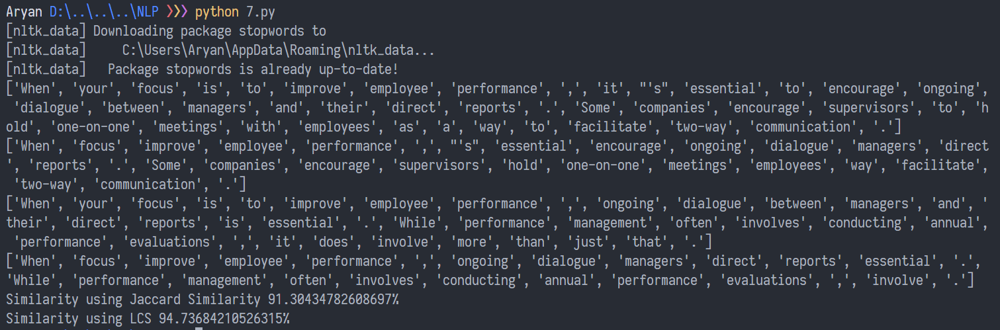 Aryan D:\..\..\..\NLP ❯❯❯ python 7.py
[nltk_data] Downloading package stopwords to
[nltk_data]     C:\Users\Aryan\AppData\Roaming\nltk_data...
[nltk_data]   Package stopwords is already up-to-date!
['When', 'your', 'focus', 'is', 'to', 'improve', 'employee', 'performance', ',', 'it', "'s", 'essential', 'to', 'encourage', 'ongoing',
 'dialogue', 'between', 'managers', 'and', 'their', 'direct', 'reports', '.', 'Some', 'companies', 'encourage', 'supervisors', 'to', 'h
old', 'one-on-one', 'meetings', 'with', 'employees', 'as', 'a', 'way', 'to', 'facilitate', 'two-way', 'communication', '.']
['When', 'focus', 'improve', 'employee', 'performance', ',', "'s", 'essential', 'encourage', 'ongoing', 'dialogue', 'managers', 'direct
', 'reports', '.', 'Some', 'companies', 'encourage', 'supervisors', 'hold', 'one-on-one', 'meetings', 'employees', 'way', 'facilitate',
 'two-way', 'communication', '.']
['When', 'your', 'focus', 'is', 'to', 'improve', 'employee', 'performance', ',', 'ongoing', 'dialogue', 'between', 'managers', 'and', '
their', 'direct', 'reports', 'is', 'essential', '.', 'While', 'performance', 'management', 'often', 'involves', 'conducting', 'annual',
 'performance', 'evaluations', ',', 'it', 'does', 'involve', 'more', 'than', 'just', 'that', '.']
['When', 'focus', 'improve', 'employee', 'performance', ',', 'ongoing', 'dialogue', 'managers', 'direct', 'reports', 'essential', '.',
'While', 'performance', 'management', 'often', 'involves', 'conducting', 'annual', 'performance', 'evaluations', ',', 'involve', '.']
Similarity using Jaccard Similarity 91.30434782608697%
Similarity using LCS 94.73684210526315%